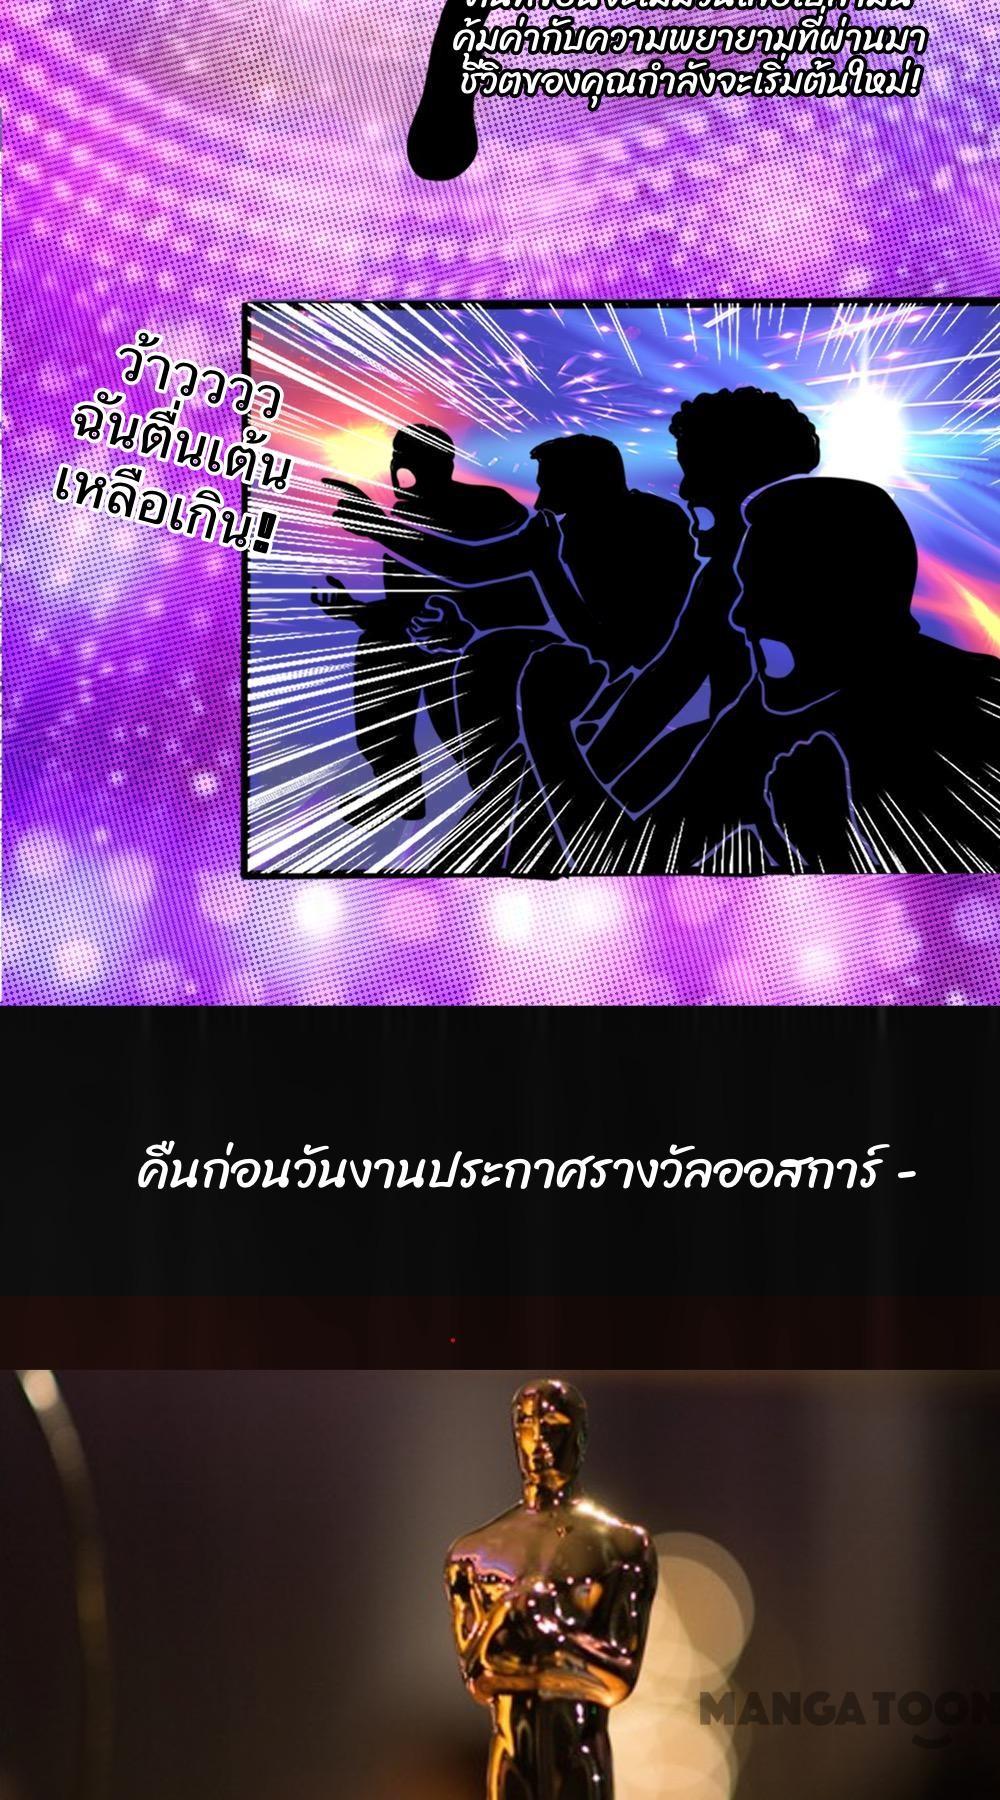 คุ้มค่ากับความพยายามที่ผ่านมา
ชีวิตของคุณกำลังจะเริ่มต้นใหม่!
ว้าวววว
ฉันตื่นเต้น
เหลือเกิน!
คืนก่อนวันงานประกาศรางวัลออสการ์ -
MANGATOON